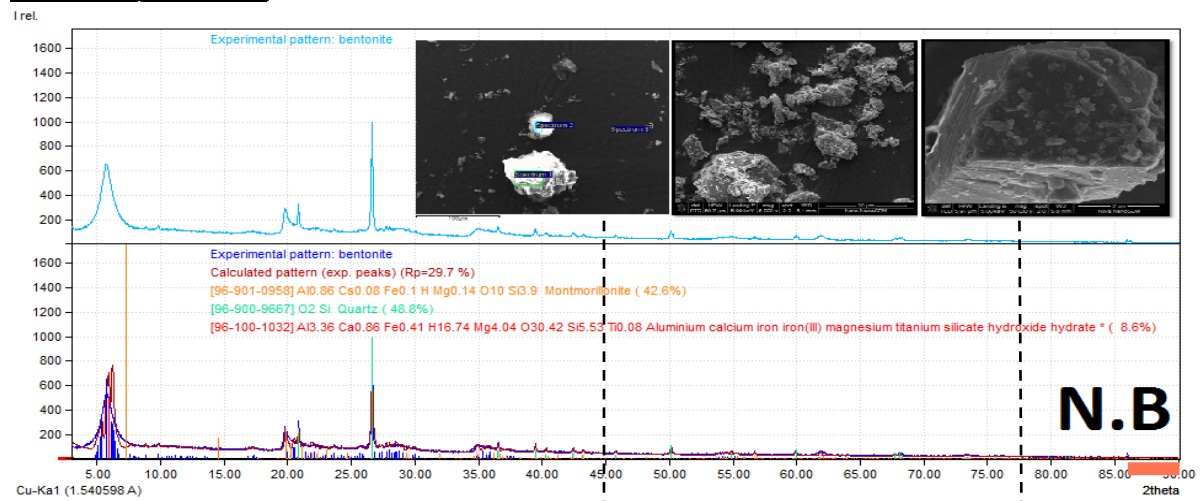 I rel.
Experimental pattern: bentonite
1600
1400
1200
1000
800
600
400
200
Spectrum 2
Spectrum 3
Spectrum 1
100µm
Experimental pattern: bentonite
Calculated pattern (exp. peaks) (Rp=29.7 %)
[96-901-0958] Al0.86 Cs0.08 Fe0.1 H Mg0.14 O10 Si3.9 Montmorillonite ( 42.6%)
[96-900-9667] O2 Si Quartz ( 48.8%)
[96-100-1032] Al3.36 Ca0.86 Fe0.41 H16.74 Mg4.04 O30.42 Si5.53 Ti0.08 Aluminium calcium iron iron(III) magnesium titanium silicate hydroxide hydrate * ( 8.6%)
1600
1400
1200
1000
800
600
400
200
N.B
5.00 10.00 15.00 20.00 25.00 30.00 35.00 40.00 45.00 50.00 55.00 60.00 65.00 70.00 75.00 80.00 85.00 90.00
Cu-Ka1 (1.540598 A) 2theta